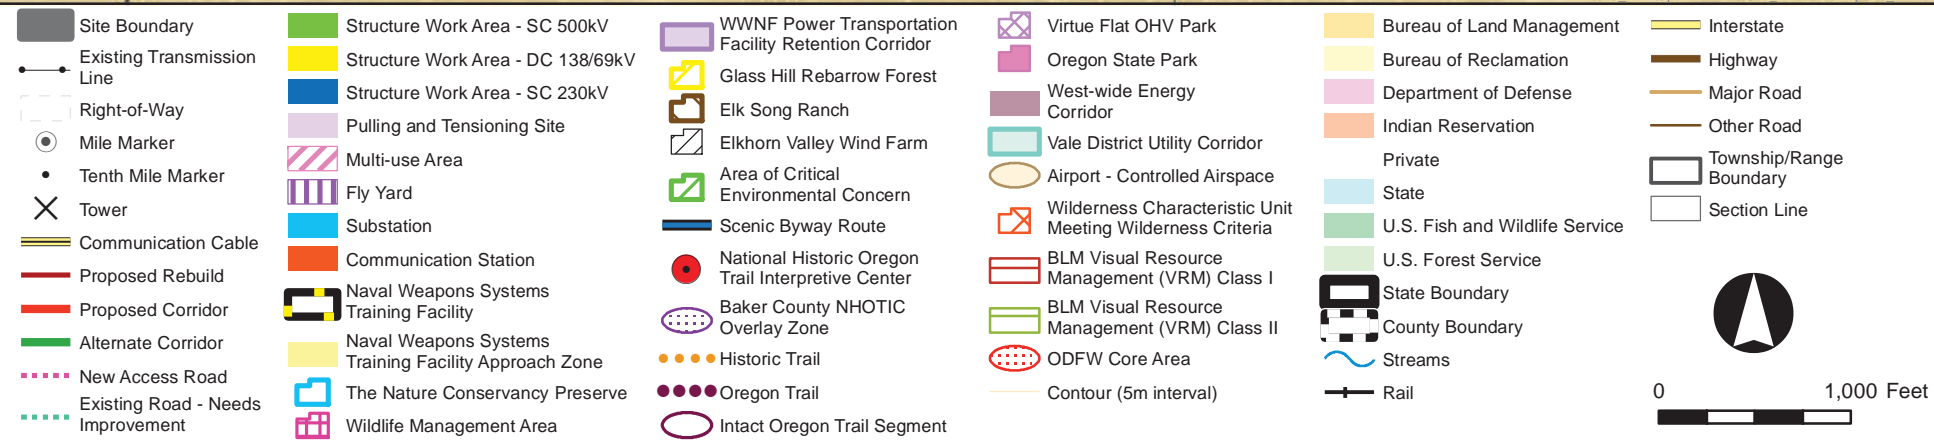 Site Boundary
Existing Transmission
Line
Right-of-Way
Mile Marker
Tenth Mile Marker
Tower
Communication Cable
Proposed Rebuild
Proposed Corridor
Alternate Corridor
New Access Road
Existing Road - Needs
Improvement
Structure Work Area - SC 500kV
Structure Work Area - DC 138/69kV
Structure Work Area - SC 230kV
Pulling and Tensioning Site
Multi-use Area
Fly Yard
Substation
Communication Station
Naval Weapons Systems
Training Facility
Naval Weapons Systems
Training Facility Approach Zone
The Nature Conservancy Preserve
Wildlife Management Area
WWNF Power Transportation
Facility Retention Corridor
Glass Hill Rebarrow Forest
Elk Song Ranch
Elkhorn Valley Wind Farm
Area of Critical
Environmental Concern
Scenic Byway Route
National Historic Oregon
Trail Interpretive Center
Baker County NHOTIC
Overlay Zone
Historic Trail
Oregon Trail
Intact Oregon Trail Segment
Virtue Flat OHV Park
Oregon State Park
West-wide Energy
Corridor
Vale District Utility Corridor
Airport - Controlled Airspace
Wilderness Characteristic Unit
Meeting Wilderness Criteria
BLM Visual Resource
Management (VRM) Class I
BLM Visual Resource
Management (VRM) Class II
ODFW Core Area
Contour (5m interval)
Bureau of Land Management
Bureau of Reclamation
Department of Defense
Indian Reservation
Private
State
U.S. Fish and Wildlife Service
U.S. Forest Service
State Boundary
County Boundary
Streams
Rail
Interstate
Highway
Major Road
Other Road
Township/Range
Boundary
Section Line
0 1,000 Feet